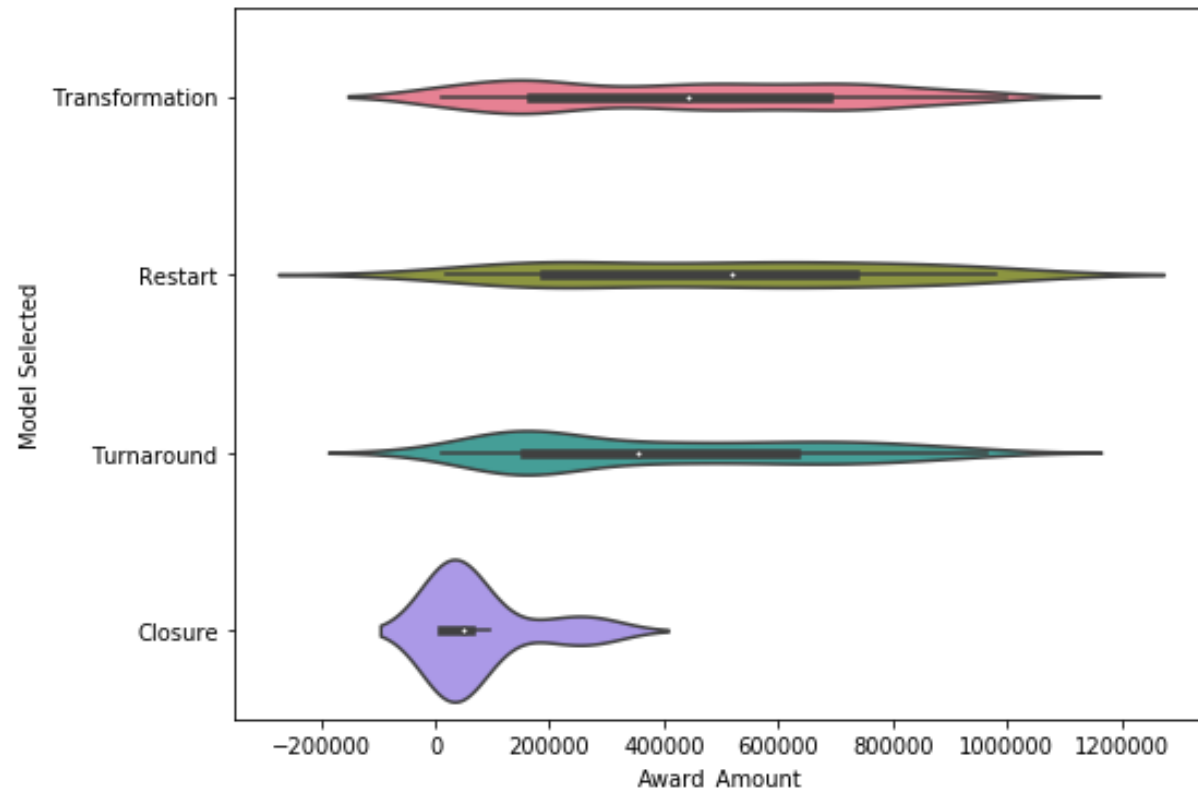 Transformation
Restart
Turnaround
Closure
Model Selected
−200000 0 200000 400000 600000 800000 1000000 1200000
Award Amount